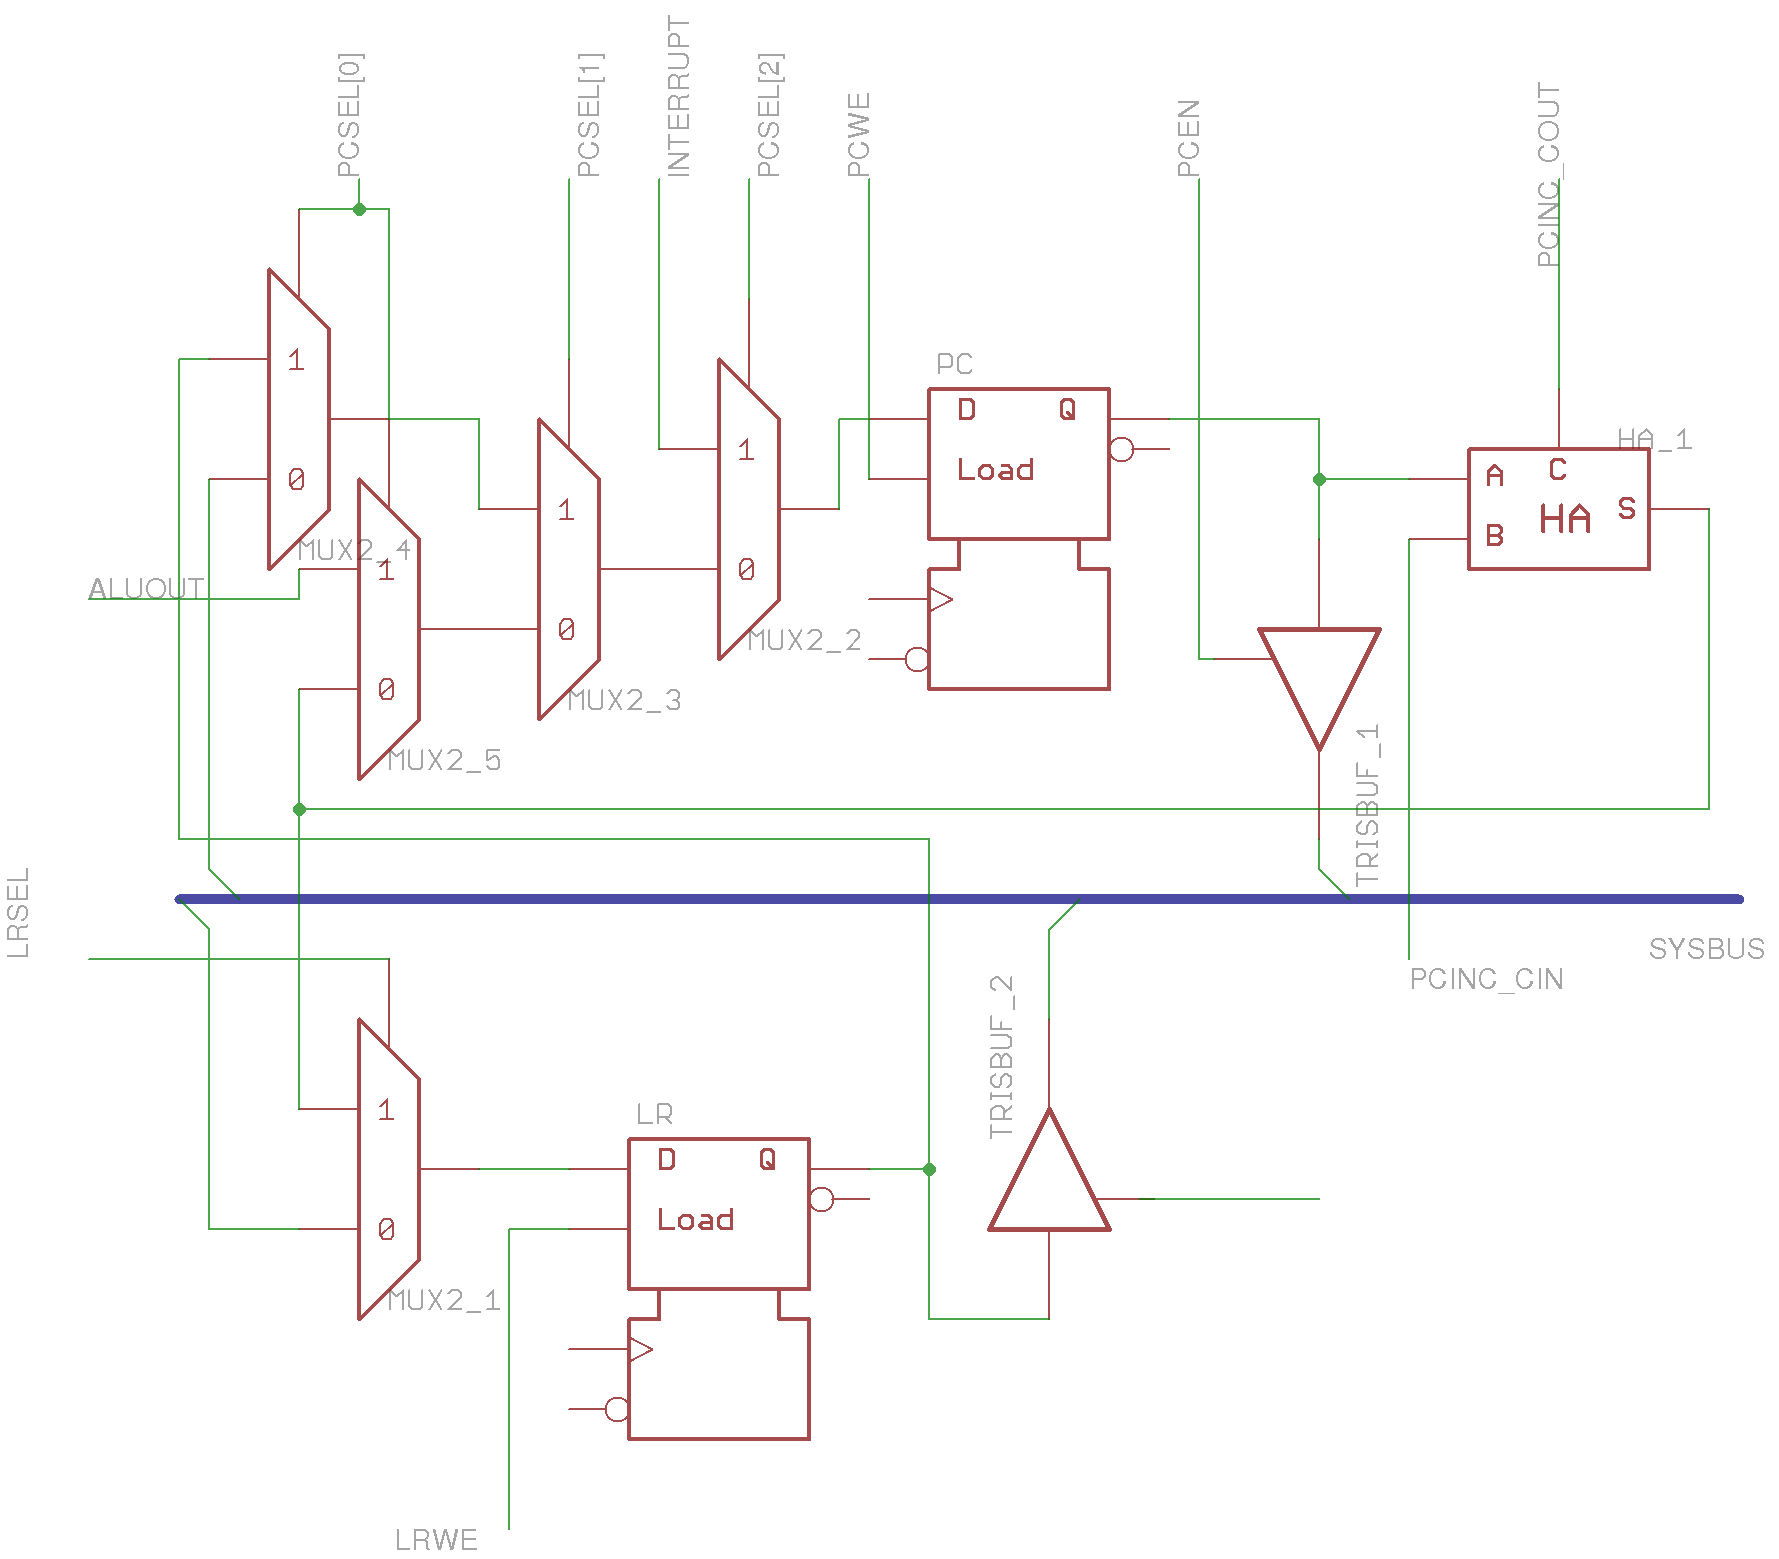 PCSEL[0]
PCSEL[1]
INTERRUPT
PCSEL[2]
PCWE
PCEN
PCINC_COUT
1
0
MUX2_4
1
0
MUX2_5
ALUOUT
1
0
MUX2_3
1
0
MUX2_2
PC
D Q
Load
HA_1
A C
HA S
B
TRISBUF_1
LRSEL
SYSBUS
PCINC_CIN
TRISBUF_2
1
0
MUX2_1
LR
D Q
Load
LRWE